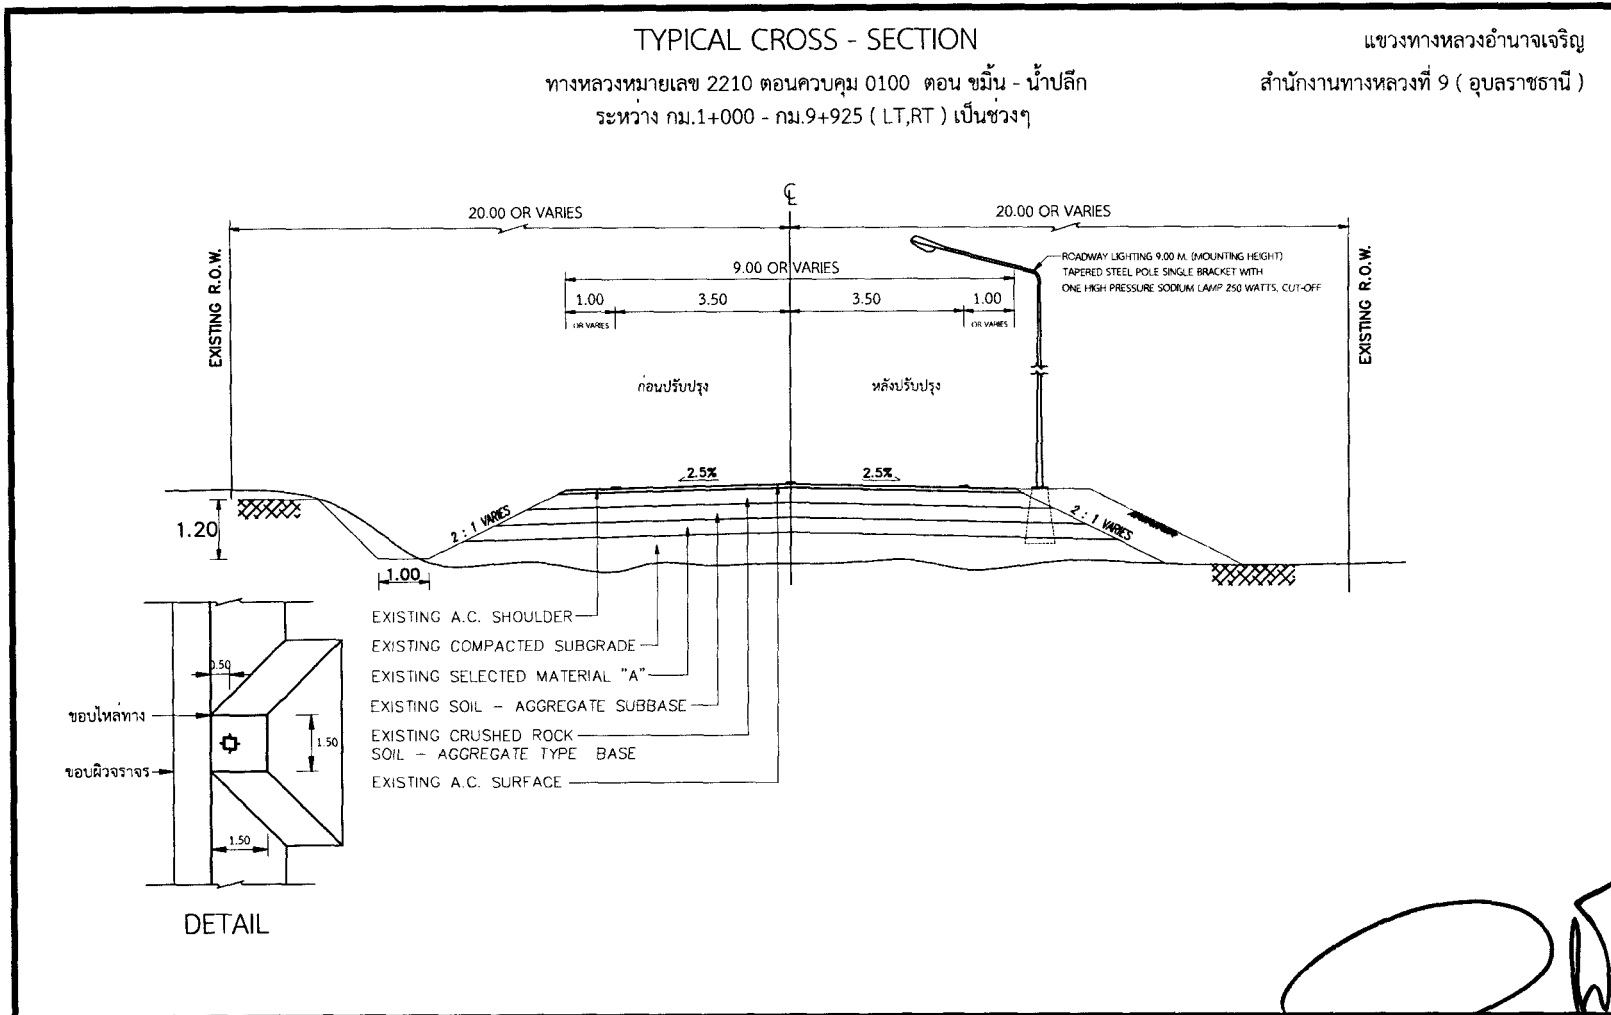 TYPICAL CROSS - SECTION
แขวงทางหลวงอำนาจเจริญ
ทางหลวงหมายเลข 2210 ตอนควบคุม 0100 ตอน ขมิ้น - น้ำปลีก
สำนักงานทางหลวงที่ 9 ( อุบลราชธานี )
ระหว่าง กม.1+000 - กม.9+925 ( LT,RT ) เป็นช่วงๆ
20.00 OR VARIES
20.00 OR VARIES
EXISTING R.O.W.
EXISTING R.O.W.
9.00 OR VARIES
ROADWAY LIGHTING 9.00 M. (MOUNTING HEIGHT)
TAPERED STEEL POLE SINGLE BRACKET WITH
ONE HIGH PRESSURE SODIUM LAMP 250 WATTS, CUT-OFF
1.00
3.50
3.50
1.00
OR VARIES
OR VARIES
ก่อนปรับปรุง
หลังปรับปรุง
2.5%
2.5%
2 : 1 VARIES
2 : 1 VARIES
1.20
1.00
EXISTING A.C. SHOULDER
EXISTING COMPACTED SUBGRADE
EXISTING SELECTED MATERIAL "A"
EXISTING SOIL - AGGREGATE SUBBASE
EXISTING CRUSHED ROCK
SOIL - AGGREGATE TYPE BASE
EXISTING A.C. SURFACE
0.50
ขอบไหล่ทาง
1.50
ขอบผิวจราจร
1.50
DETAIL